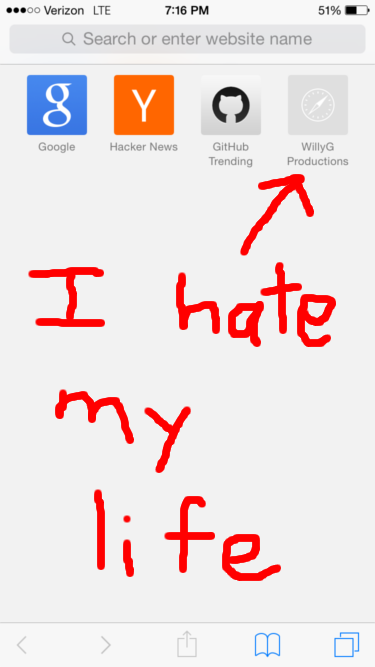 Verizon LTE 7:16 PM 51%
Search or enter website name
Google Hacker News GitHub Trending WillyG Productions
I hate
my
life